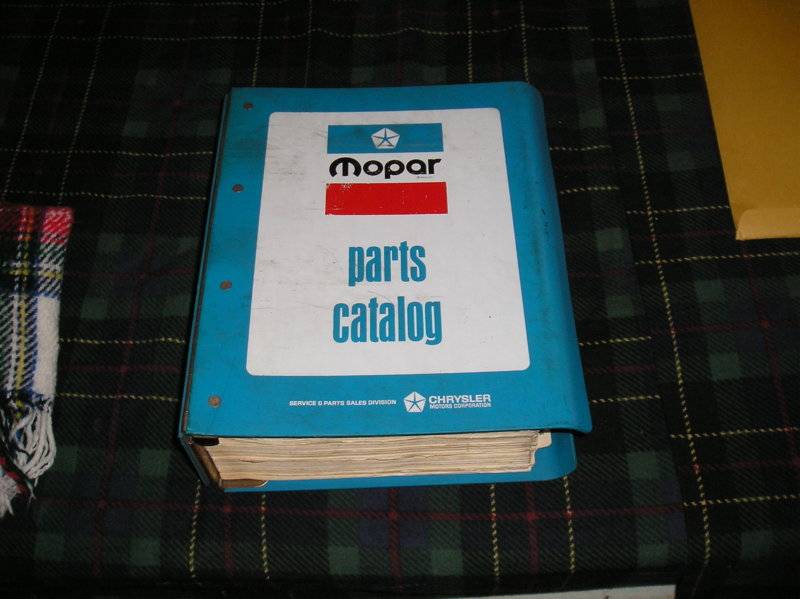 Mopar
parts
catalog
SERVICE & PARTS SALES DIVISION
CHRYSLER
MOTORS CORPORATION